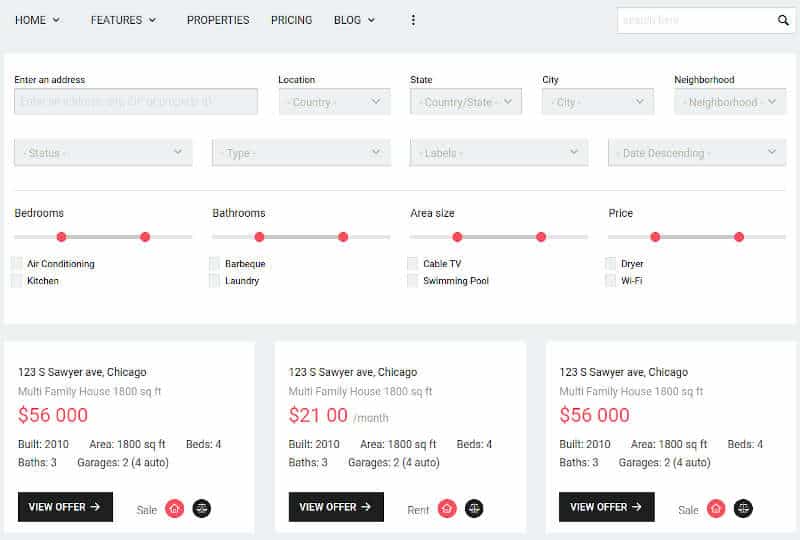 HOME FEATURES PROPERTIES PRICING BLOG search here
Enter an address Location State City Neighborhood
Enter an address, - Country - - Country/State - - City - - Neighborhood -
- Status - - Type - - Labels - - Date Descending -
Bedrooms Bathrooms Area size Price
Air Conditioning Barbeque Cable TV Dryer
Kitchen Laundry Swimming Pool Wi-Fi
123 S Sawyer ave, Chicago
Multi Family House 1800 sq ft
$56 000
Built: 2010 Area: 1800 sq ft Beds: 4
Baths: 3 Garages: 2 (4 auto)
VIEW OFFER → Sale
123 S Sawyer ave, Chicago
Multi Family House 1800 sq ft
$21 00 /month
Built: 2010 Area: 1800 sq ft Beds: 4
Baths: 3 Garages: 2 (4 auto)
VIEW OFFER → Rent
123 S Sawyer ave, Chicago
Multi Family House 1800 sq ft
$56 000
Built: 2010 Area: 1800 sq ft Beds: 4
Baths: 3 Garages: 2 (4 auto)
VIEW OFFER → Sale